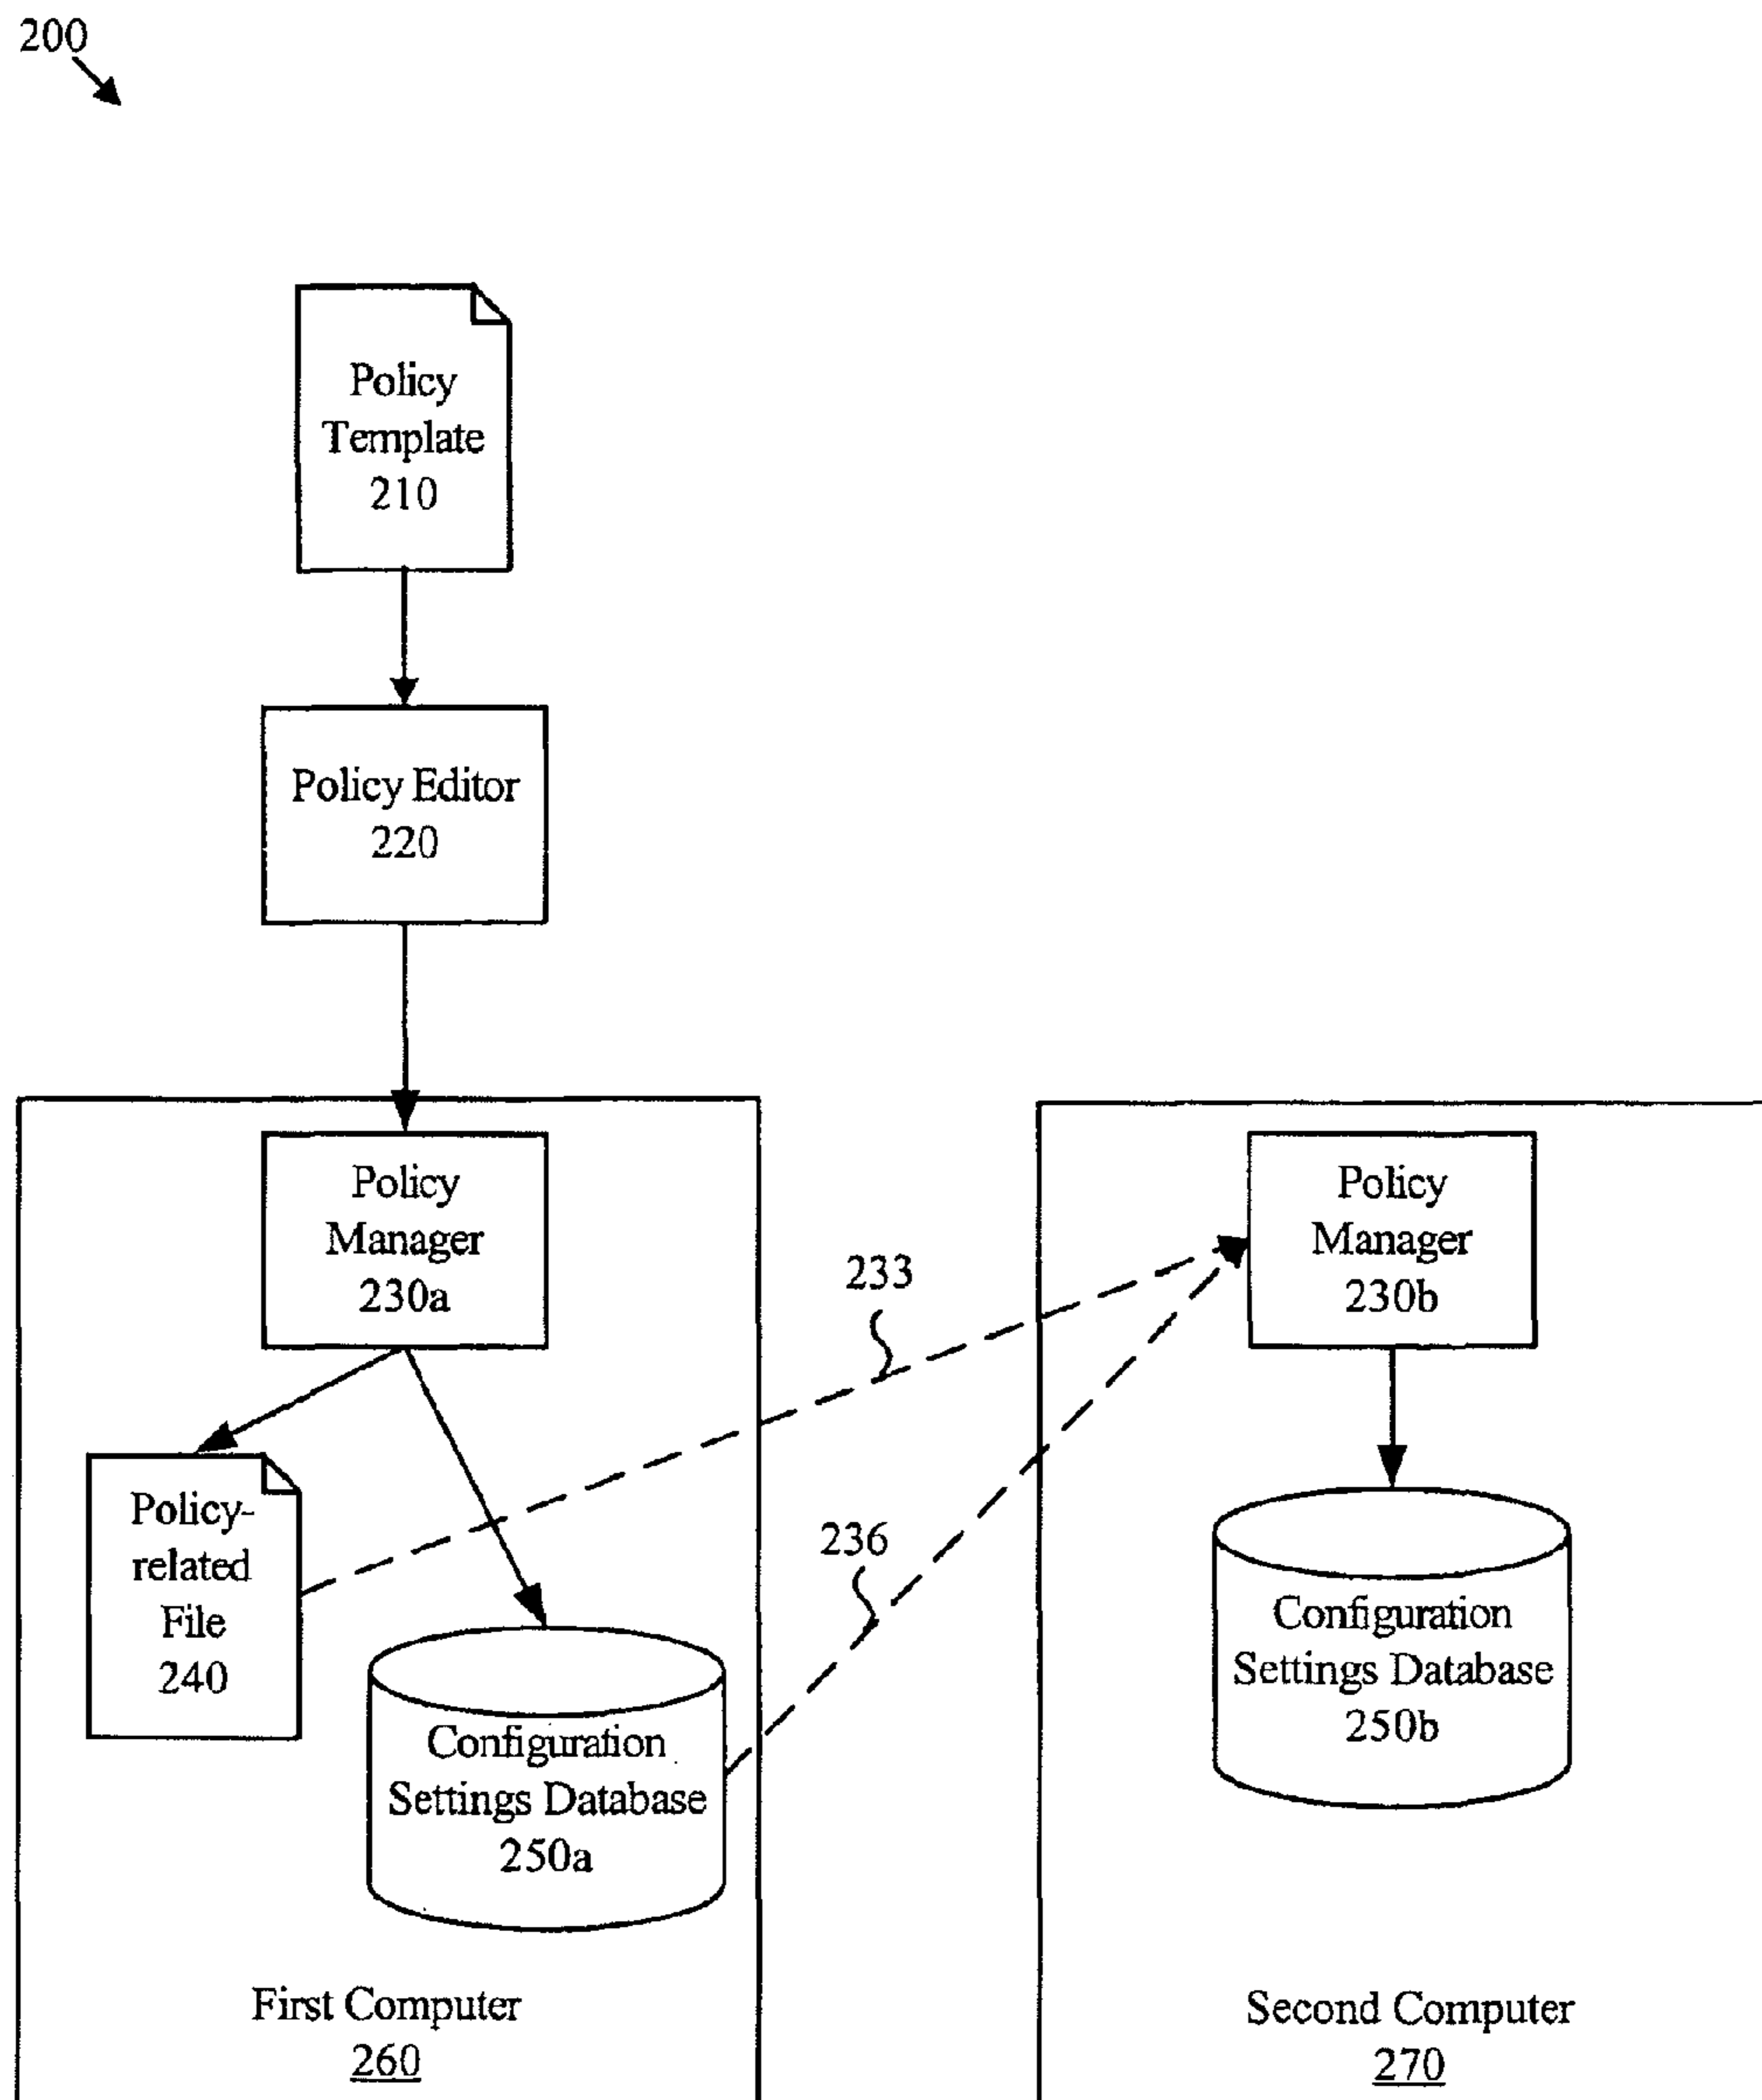 200
Policy
Template
210
Policy Editor
220
Policy
Manager
230a
Policy
Manager
230b
233
Policy-
related
File
240
236
Configuration
Settings Database
250a
Configuration
Settings Database
250b
First Computer
260
Second Computer
270